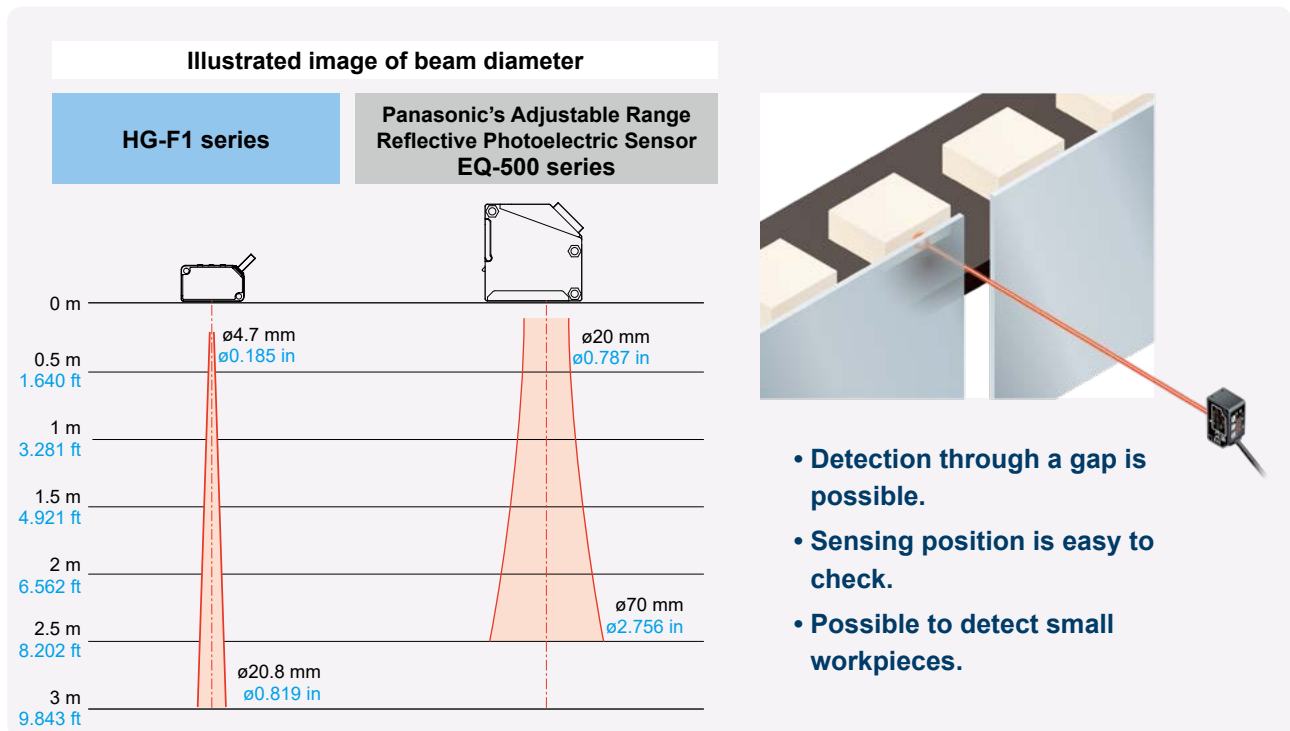 Illustrated image of beam diameter
HG-F1 series
Panasonic's Adjustable Range
Reflective Photoelectric Sensor
EQ-500 series
0 m
ø4.7 mm
ø0.185 in
ø20 mm
ø0.787 in
0.5 m
1.640 ft
1 m
3.281 ft
1.5 m
4.921 ft
2 m
6.562 ft
ø70 mm
ø2.756 in
2.5 m
8.202 ft
ø20.8 mm
ø0.819 in
3 m
9.843 ft
• Detection through a gap is
possible.
• Sensing position is easy to
check.
• Possible to detect small
workpieces.